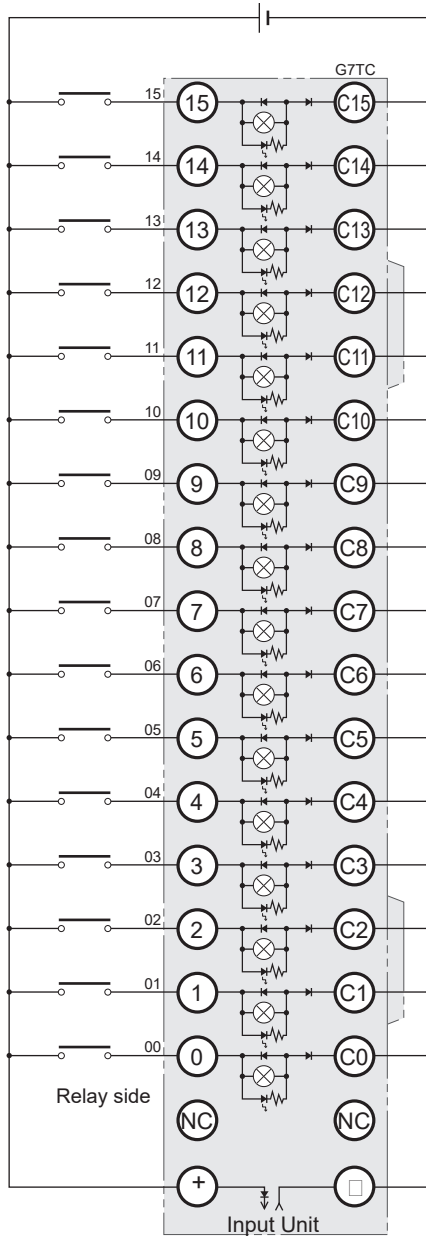 G7TC
15 15 C15
14 14 C14
13 13 C13
12 12 C12
11 11 C11
10 10 C10
09 9 C9
08 8 C8
07 7 C7
06 6 C6
05 5 C5
04 4 C4
03 3 C3
02 2 C2
01 1 C1
00 0 C0
Relay side
NC NC
+ □
Input Unit